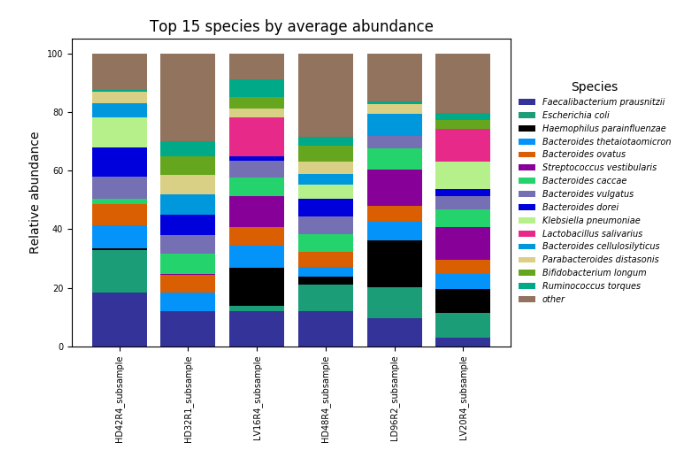 Top 15 species by average abundance
Relative abundance
100
80
60
40
20
0
HD42R4_subsample
HD32R1_subsample
LV16R4_subsample
HD48R4_subsample
LD96R2_subsample
LV20R4_subsample
Species
Faecalibacterium prausnitzii
Escherichia coli
Haemophilus parainfluenzae
Bacteroides thetaiotaomicron
Bacteroides ovatus
Streptococcus vestibularis
Bacteroides caccae
Bacteroides vulgatus
Bacteroides dorei
Klebsiella pneumoniae
Lactobacillus salivarius
Bacteroides cellulosilyticus
Parabacteroides distasonis
Bifidobacterium longum
Ruminococcus torques
other